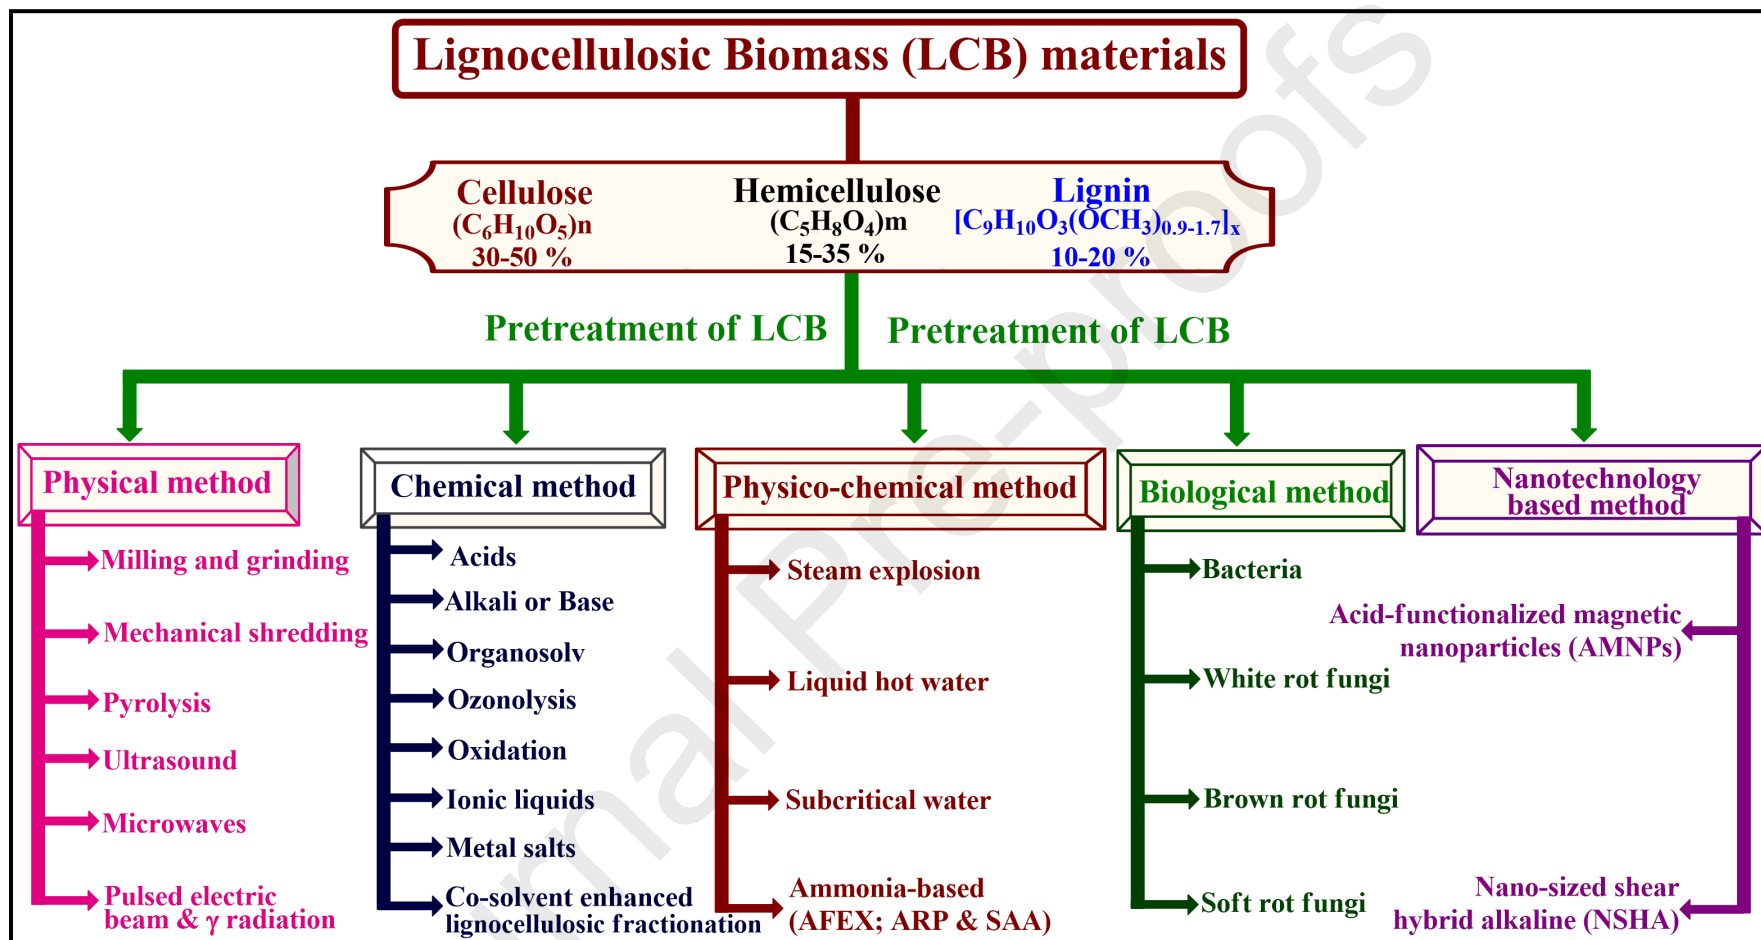 Lignocellulosic Biomass (LCB) materials
Cellulose
(C₆H₁₀O₅)n
30-50 %
Hemicellulose
(C₅H₈O₄)m
15-35 %
Lignin
[C₉H₁₀O₃(OCH₃)₀.₉₋₁.₇]ₓ
10-20 %
Pretreatment of LCB
Pretreatment of LCB
Physical method
Milling and grinding
Mechanical shredding
Pyrolysis
Ultrasound
Microwaves
Pulsed electric
beam & γ radiation
Chemical method
Acids
Alkali or Base
Organosolv
Ozonolysis
Oxidation
Ionic liquids
Metal salts
Co-solvent enhanced
lignocellulosic fractionation
Physico-chemical method
Steam explosion
Liquid hot water
Subcritical water
Ammonia-based
(AFEX; ARP & SAA)
Biological method
Bacteria
White rot fungi
Brown rot fungi
Soft rot fungi
Nanotechnology
based method
Acid-functionalized magnetic
nanoparticles (AMNPs)
Nano-sized shear
hybrid alkaline (NSHA)
Pre-proofs